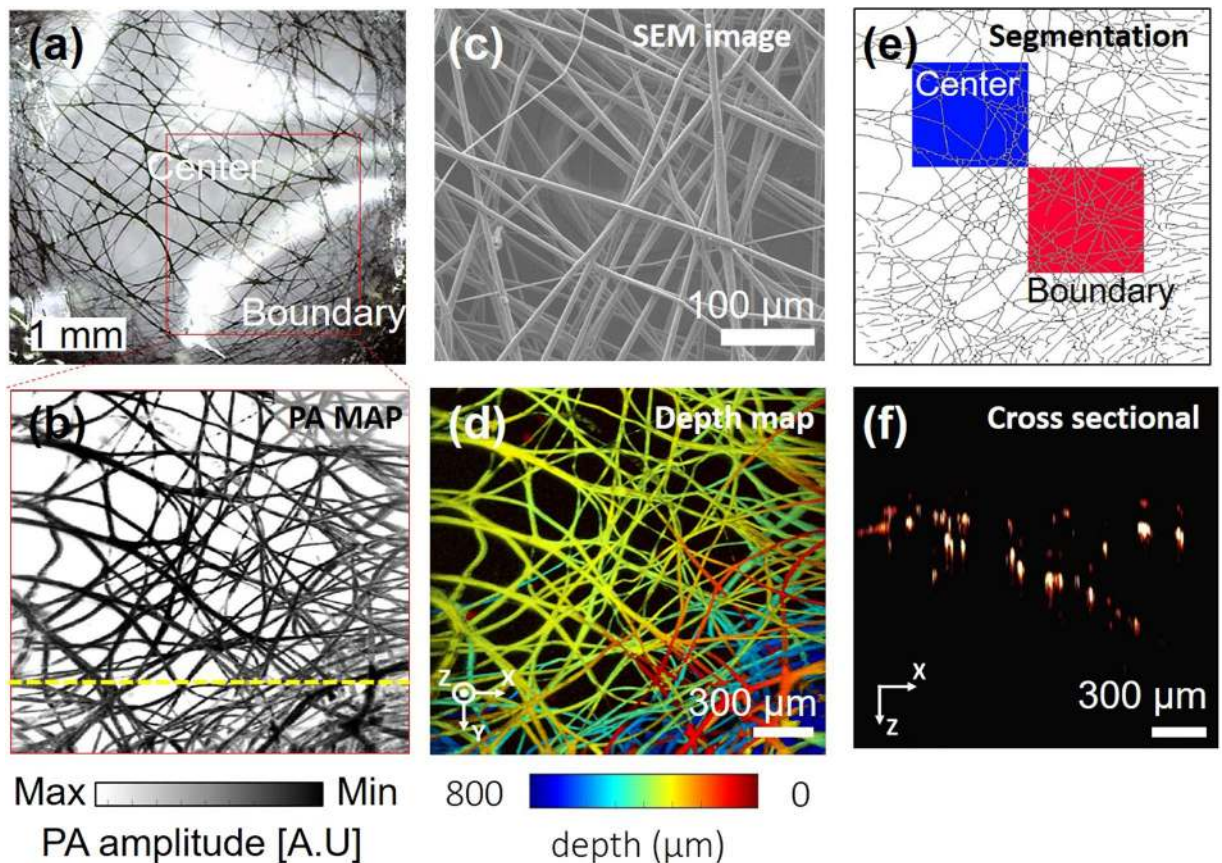 (a)
Center
Boundary
1 mm
(b)
PA MAP
Max
Min
PA amplitude [A.U]
(c)
SEM image
100 µm
(d)
Depth map
Z
X
Y
300 µm
800
0
depth (µm)
(e)
Segmentation
Center
Boundary
(f)
Cross sectional
X
Z
300 µm